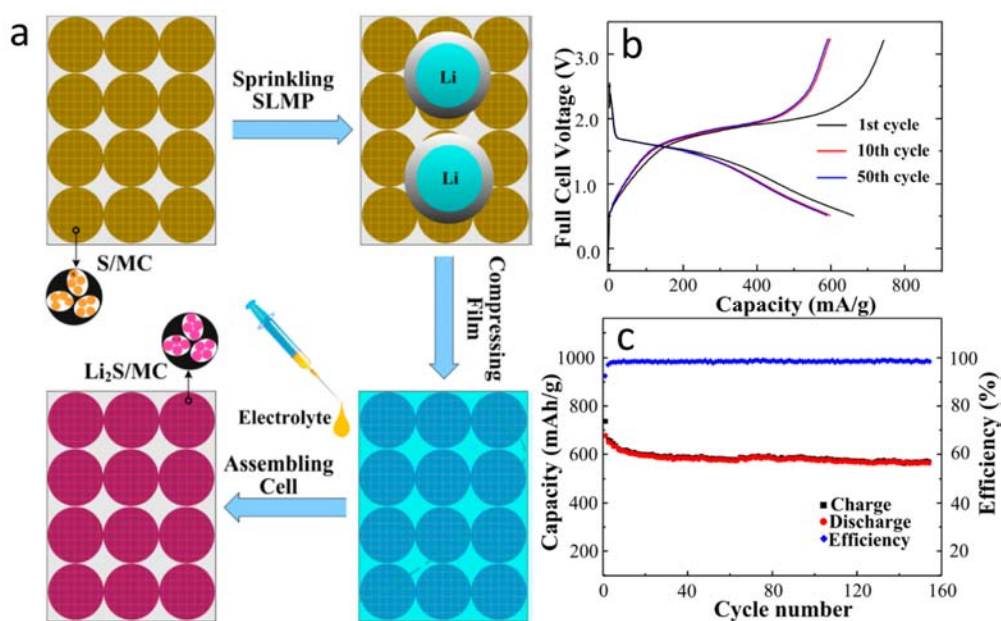 a
Sprinkling
SLMP
Li
Li
S/MC
Compressing
Film
Li₂S/MC
Electrolyte
Assembling
Cell
b
Full Cell Voltage (V)
3.0
2.0
1.0
0.0
1st cycle
10th cycle
50th cycle
0 200 400 600 800
Capacity (mA/g)
c
Capacity (mAh/g)
1000
800
600
400
200
Charge
Discharge
Efficiency
100
80
60
40
20
Efficiency (%)
0 40 80 120 160
Cycle number